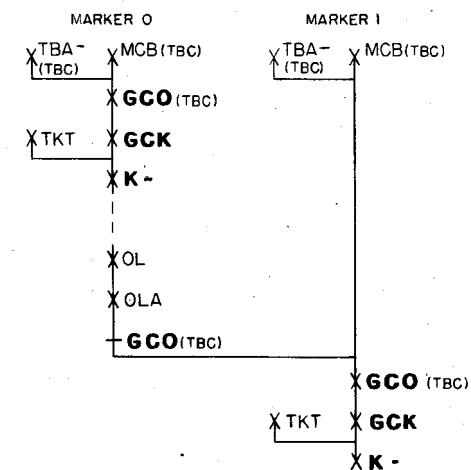 MARKER 0 MARKER 1
TBA- (TBC) MCB (TBC) TBA- (TBC) MCB (TBC)
GCO (TBC)
TKT GCK
K-
OL
OLA
GCO (TBC)
GCO (TBC)
TKT GCK
K-